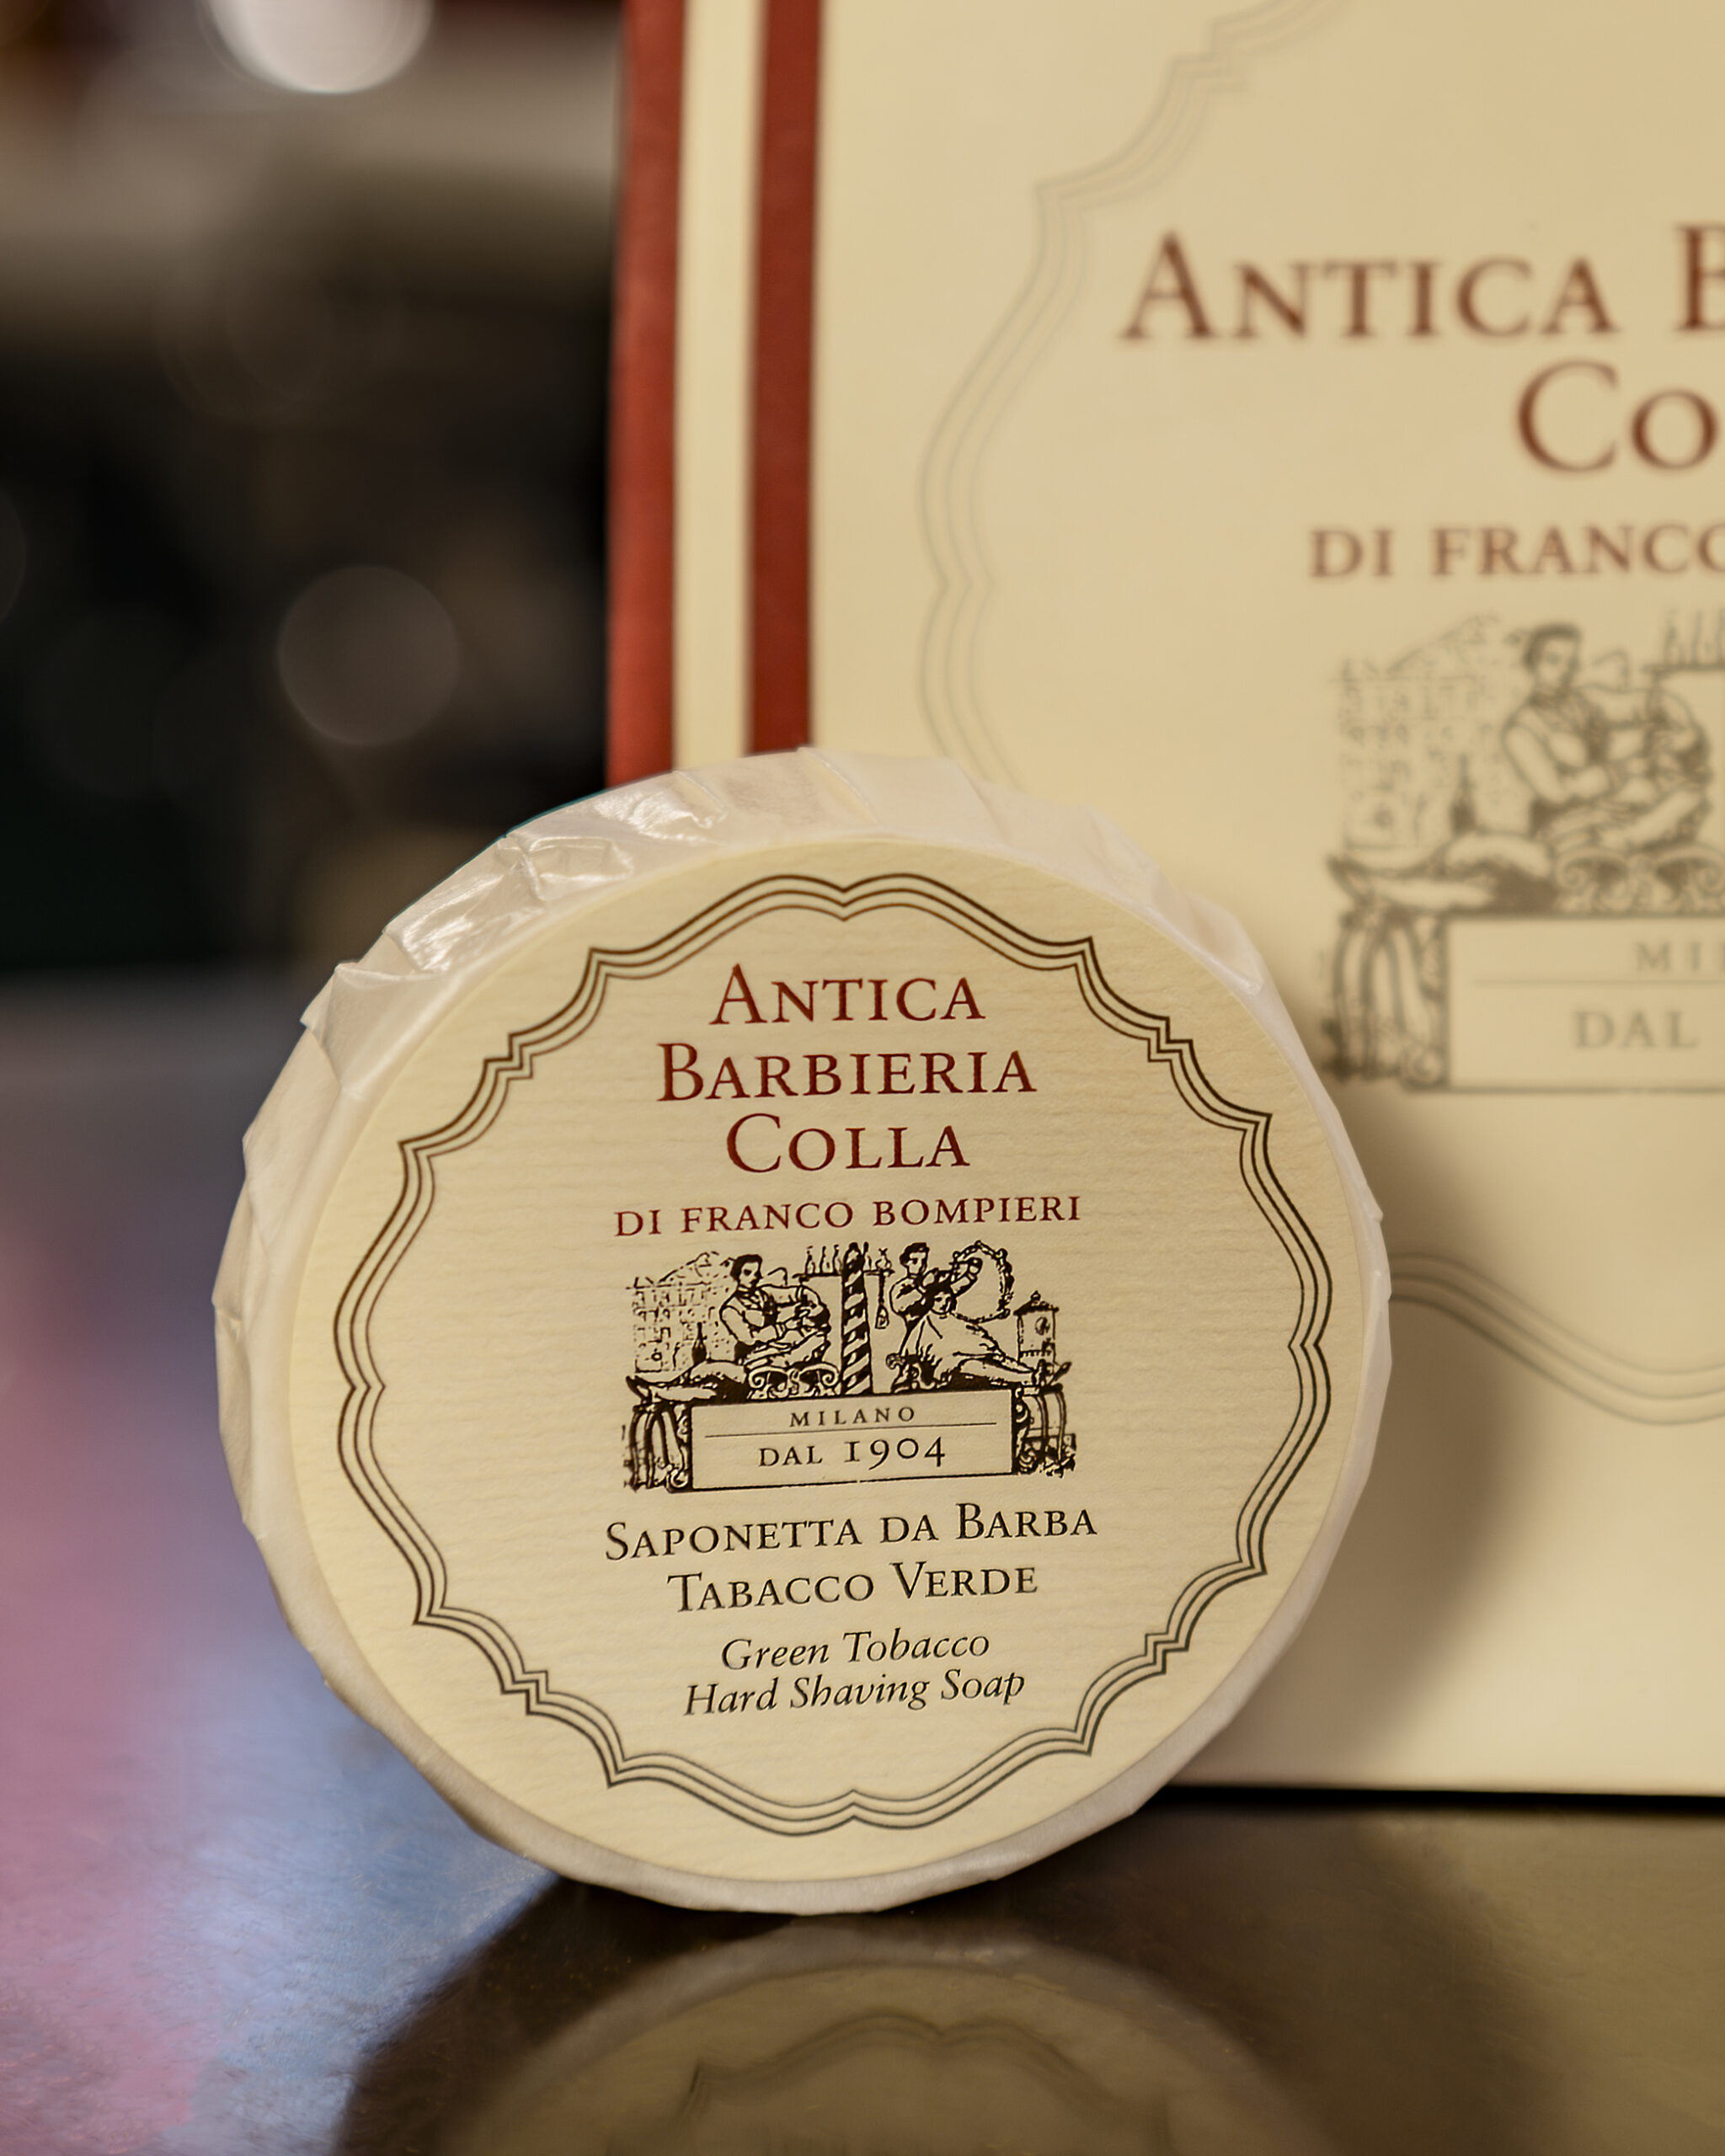 ANTICA
CO
DI FRANCO
MI
DAL
ANTICA
BARBIERIA
COLLA
DI FRANCO BOMPIERI
MILANO
DAL 1904
SAPONETTA DA BARBA
TABACCO VERDE
Green Tobacco
Hard Shaving Soap